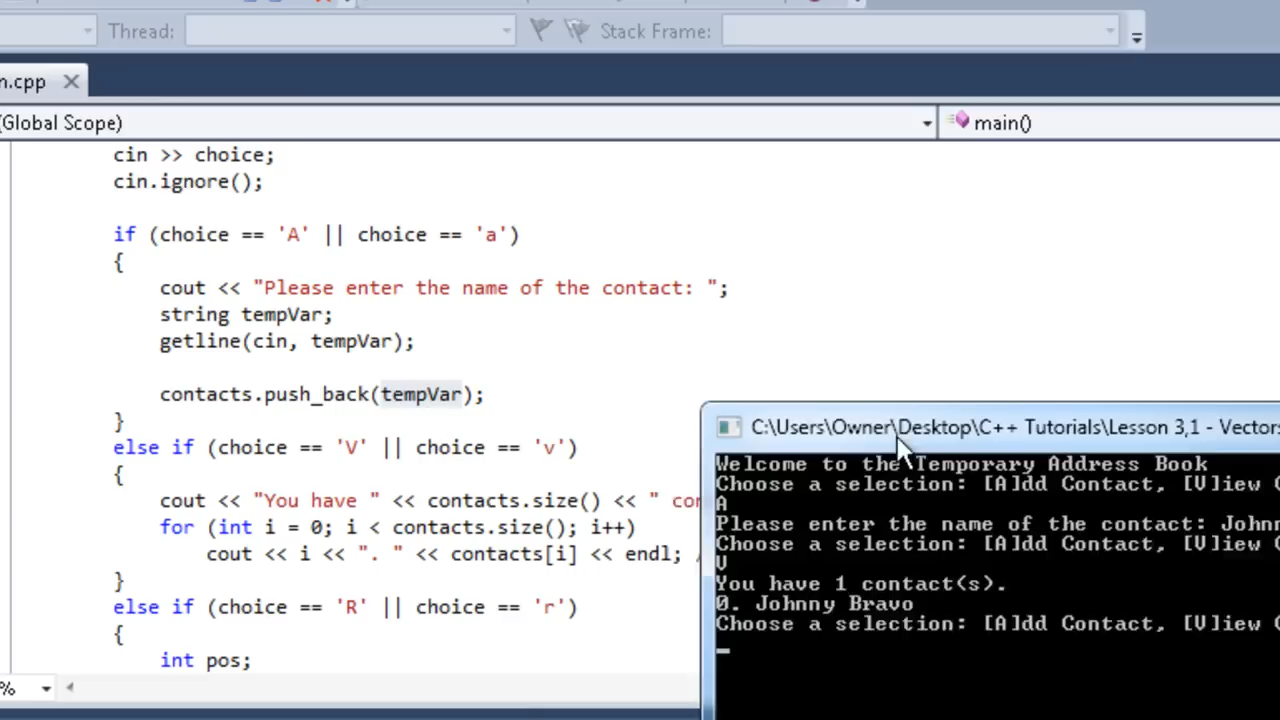 Thread:
Stack Frame:
n.cpp
(Global Scope)
main()
cin >> choice;
cin.ignore();
if (choice == 'A' || choice == 'a')
{
cout << "Please enter the name of the contact: ";
string tempVar;
getline(cin, tempVar);
contacts.push_back(tempVar);
}
else if (choice == 'V' || choice == 'v')
{
cout << "You have " << contacts.size() << " con
for (int i = 0; i < contacts.size(); i++)
cout << i << ". " << contacts[i] << endl; /
}
else if (choice == 'R' || choice == 'r')
{
int pos;
%
C:\Users\Owner\Desktop\C++ Tutorials\Lesson 3,1 - Vectors
Welcome to the Temporary Address Book
Choose a selection: [A]dd Contact, [V]iew C
A
Please enter the name of the contact: Johnn
Choose a selection: [A]dd Contact, [V]iew C
V
You have 1 contact(s).
0. Johnny Bravo
Choose a selection: [A]dd Contact, [V]iew C